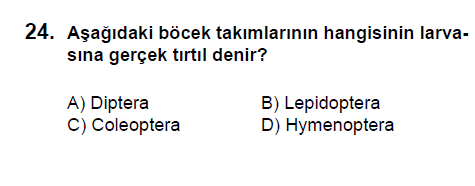 24. Aşağıdaki böcek takımlarının hangisinin larva-
sına gerçek tırtıl denir?
A) Diptera B) Lepidoptera
C) Coleoptera D) Hymenoptera